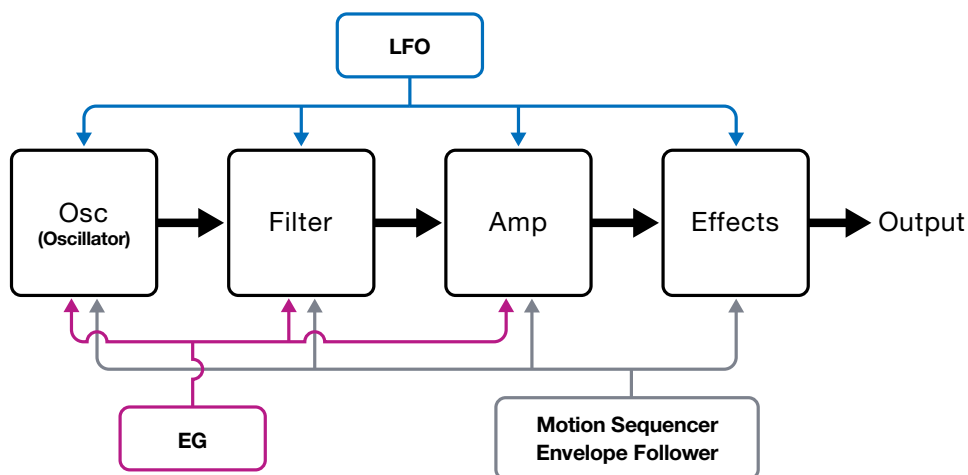 LFO
Osc
(Oscillator)
Filter
Amp
Effects
Output
EG
Motion Sequencer
Envelope Follower